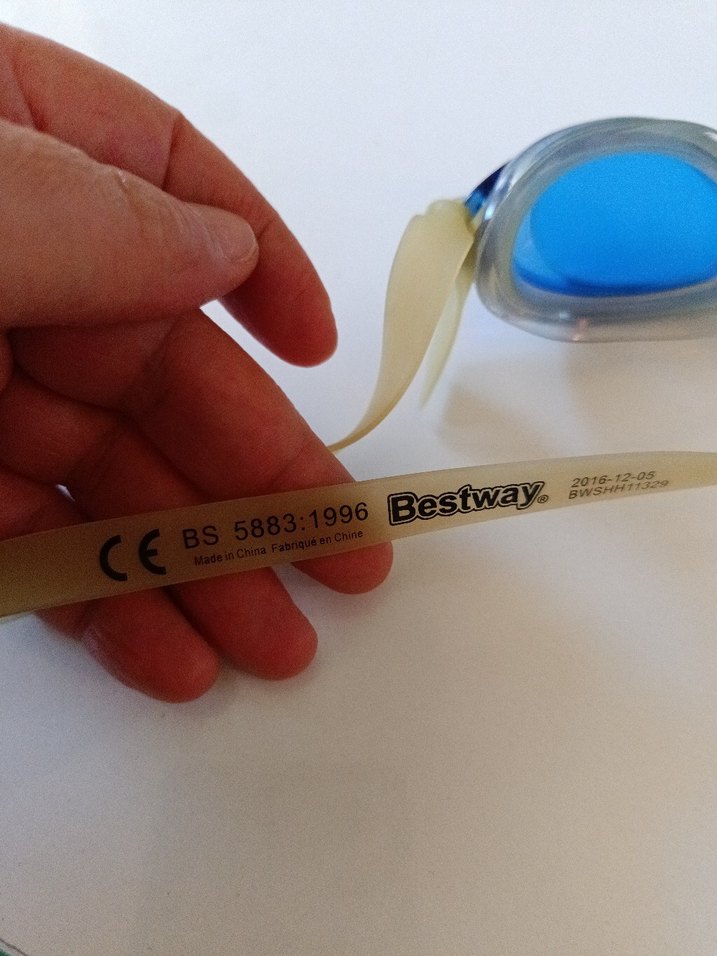 CE BS 5883:1996
Made in China Fabriqué en Chine
Bestway®
2016-12-05
BWSHH11329